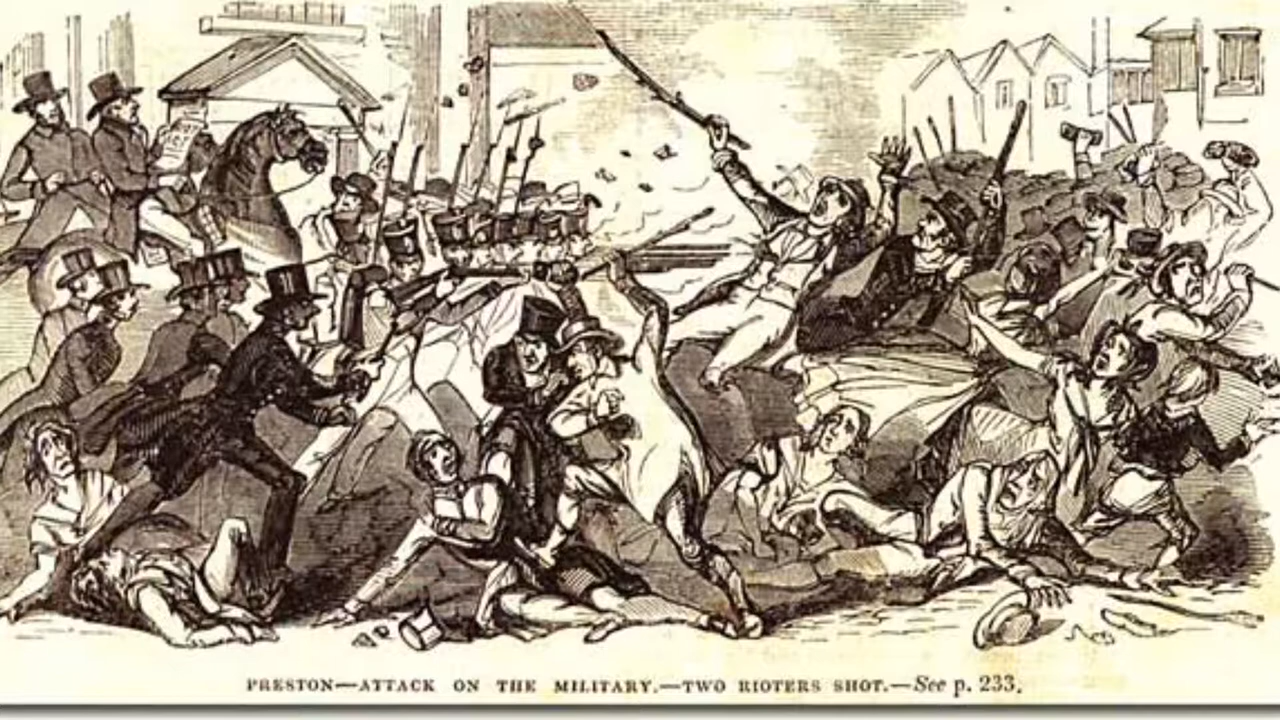 PRESTON—ATTACK ON THE MILITARY.—TWO RIOTERS SHOT.—See p. 233.